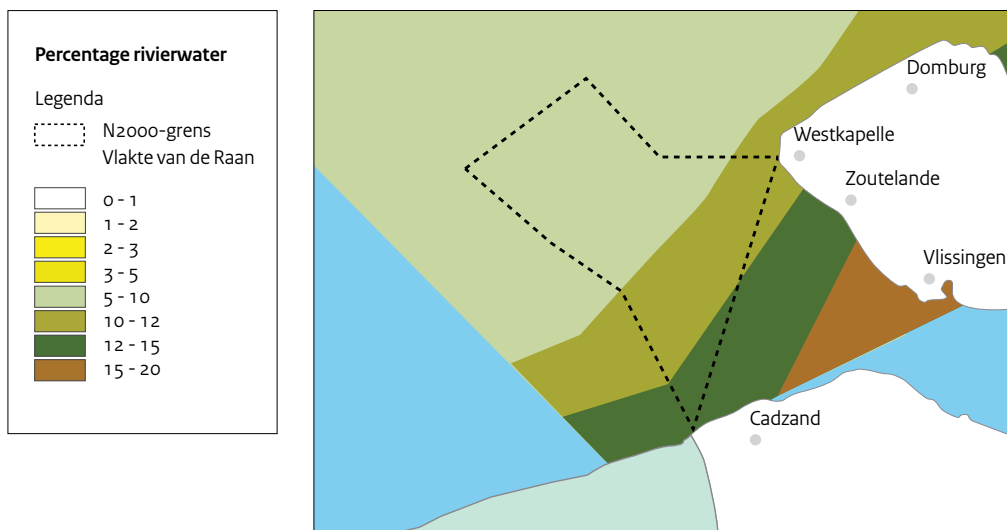 Percentage rivierwater
Legenda
N2000-grens
Vlakte van de Raan
0 - 1
1 - 2
2 - 3
3 - 5
5 - 10
10 - 12
12 - 15
15 - 20
Domburg
Westkapelle
Zoutelande
Vlissingen
Cadzand